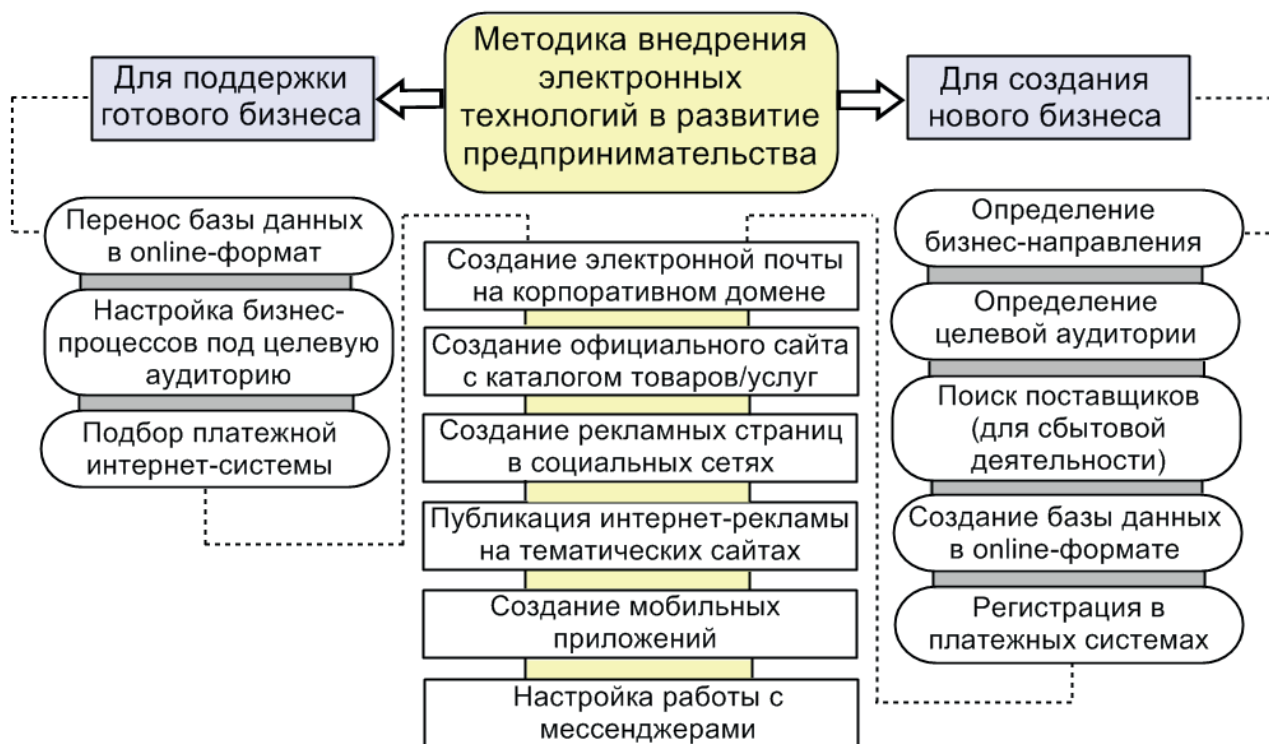 Методика внедрения
электронных
технологий в развитие
предпринимательства
Для поддержки
готового бизнеса
Для создания
нового бизнеса
Перенос базы данных
в online-формат
Настройка бизнес-
процессов под целевую
аудиторию
Подбор платежной
интернет-системы
Создание электронной почты
на корпоративном домене
Создание официального сайта
с каталогом товаров/услуг
Создание рекламных страниц
в социальных сетях
Публикация интернет-рекламы
на тематических сайтах
Создание мобильных
приложений
Настройка работы с
мессенджерами
Определение
бизнес-направления
Определение
целевой аудитории
Поиск поставщиков
(для сбытовой
деятельности)
Создание базы данных
в online-формате
Регистрация в
платежных системах